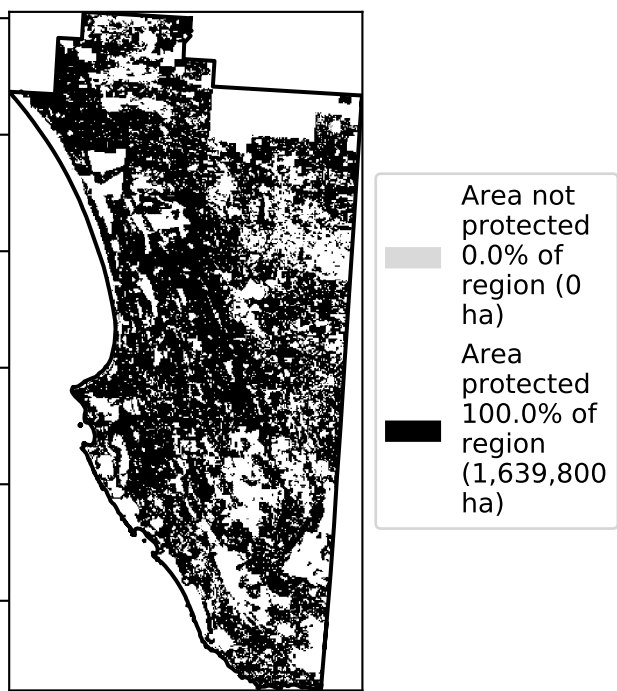 Area not
protected
0.0% of
region (0
ha)
Area
protected
100.0% of
region
(1,639,800
ha)